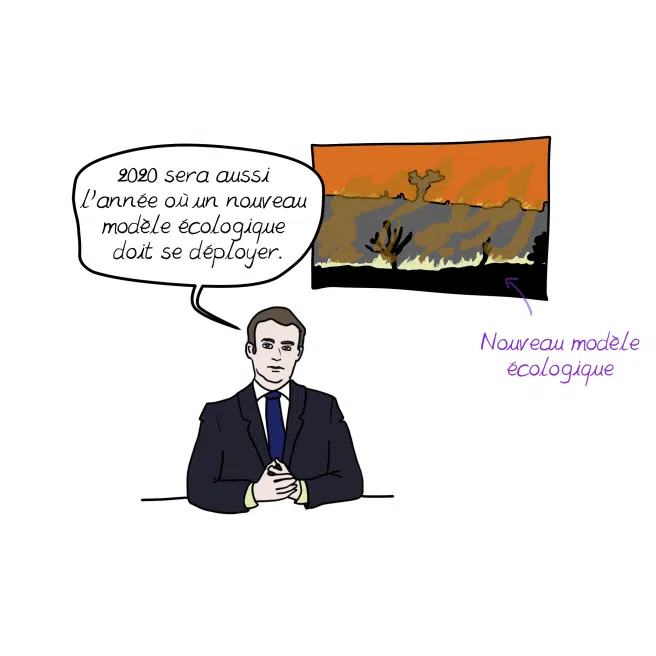 2020 sera aussi
l'année où un nouveau
modèle écologique
doit se déployer.
Nouveau modèle
écologique